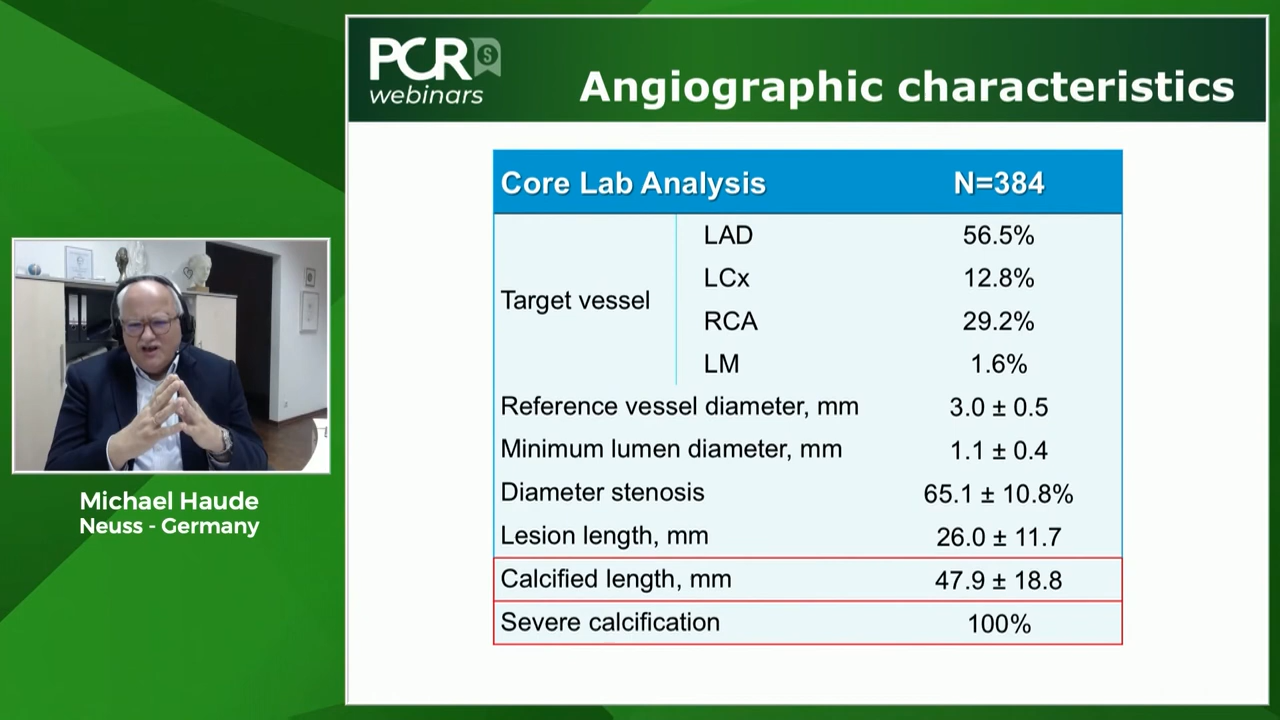 PCR
webinars
Angiographic characteristics
Core Lab Analysis N=384
Target vessel
LAD 56.5%
LCx 12.8%
RCA 29.2%
LM 1.6%
Reference vessel diameter, mm 3.0 ± 0.5
Minimum lumen diameter, mm 1.1 ± 0.4
Diameter stenosis 65.1 ± 10.8%
Lesion length, mm 26.0 ± 11.7
Calcified length, mm 47.9 ± 18.8
Severe calcification 100%
Michael Haude
Neuss - Germany